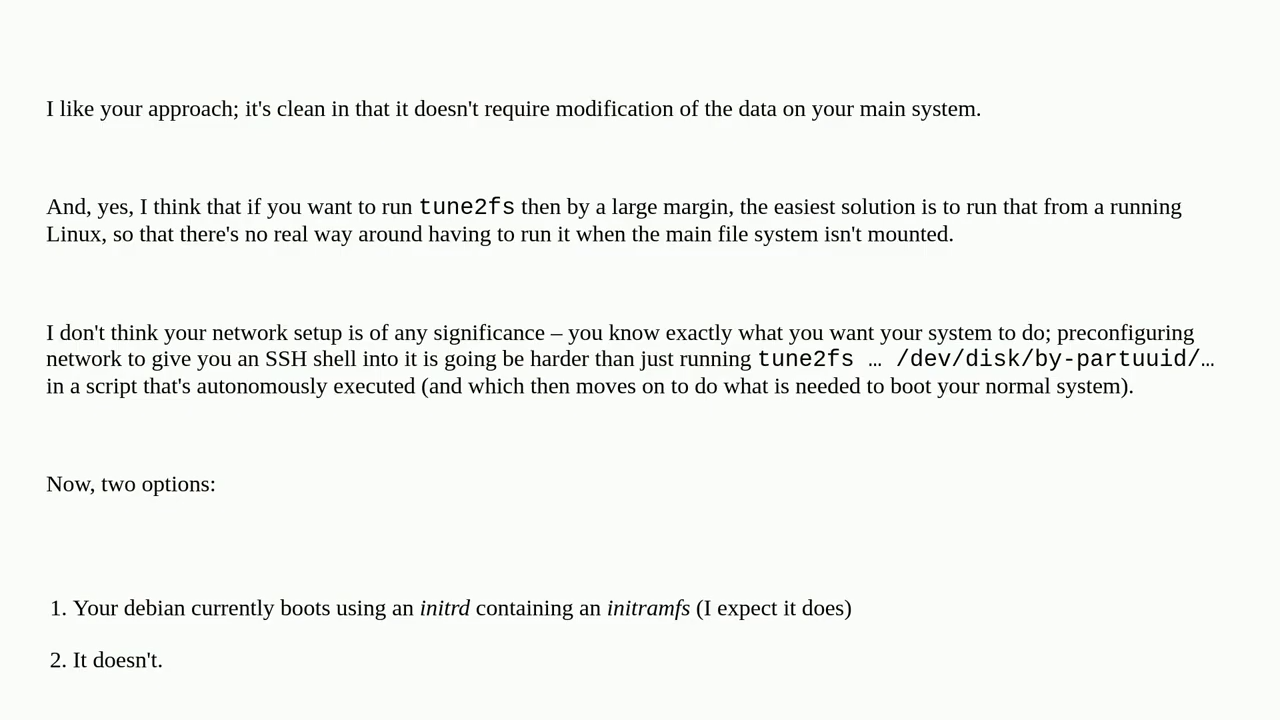 I like your approach; it's clean in that it doesn't require modification of the data on your main system.
And, yes, I think that if you want to run tune2fs then by a large margin, the easiest solution is to run that from a running
Linux, so that there's no real way around having to run it when the main file system isn't mounted.
I don't think your network setup is of any significance – you know exactly what you want your system to do; preconfiguring
network to give you an SSH shell into it is going be harder than just running tune2fs … /dev/disk/by-partuuid/…
in a script that's autonomously executed (and which then moves on to do what is needed to boot your normal system).
Now, two options:
1. Your debian currently boots using an initrd containing an initramfs (I expect it does)
2. It doesn't.